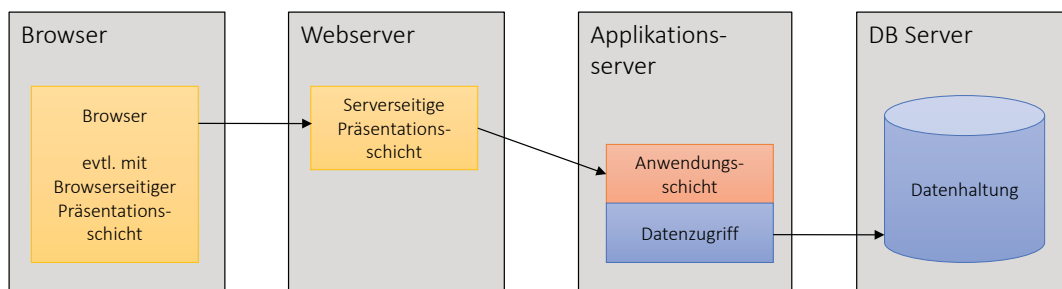 Browser
Browser
evtl. mit
Browserseitiger
Präsentations-
schicht
Webserver
Serverseitige
Präsentations-
schicht
Applikations-
server
Anwendungs-
schicht
Datenzugriff
DB Server
Datenhaltung